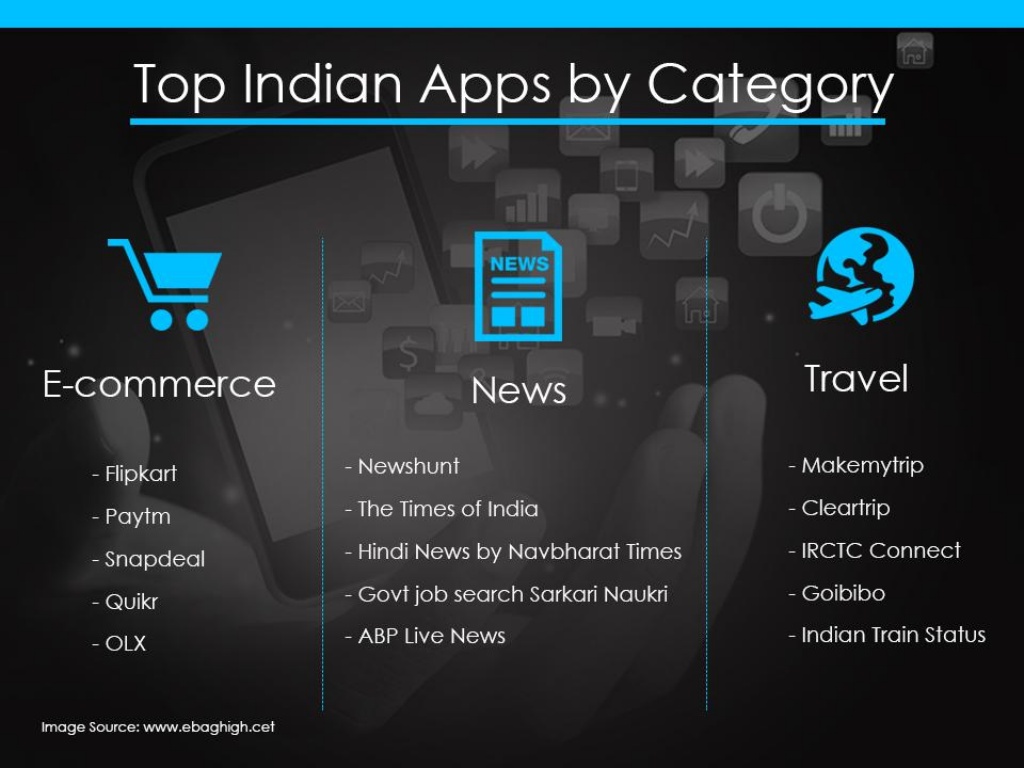 Top Indian Apps by Category
NEWS
E-commerce
- Flipkart
- Paytm
- Snapdeal
- Quikr
- OLX
News
- Newshunt
- The Times of India
- Hindi News by Navbharat Times
- Govt job search Sarkari Naukri
- ABP Live News
Travel
- Makemytrip
- Cleartrip
- IRCTC Connect
- Goibibo
- Indian Train Status
Image Source: www.ebaghigh.cet